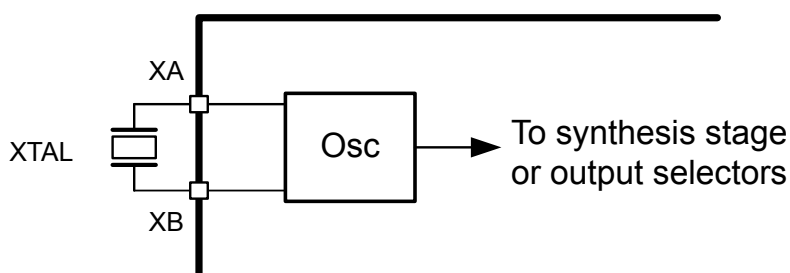 XA
XTAL
Osc
To synthesis stage
or output selectors
XB